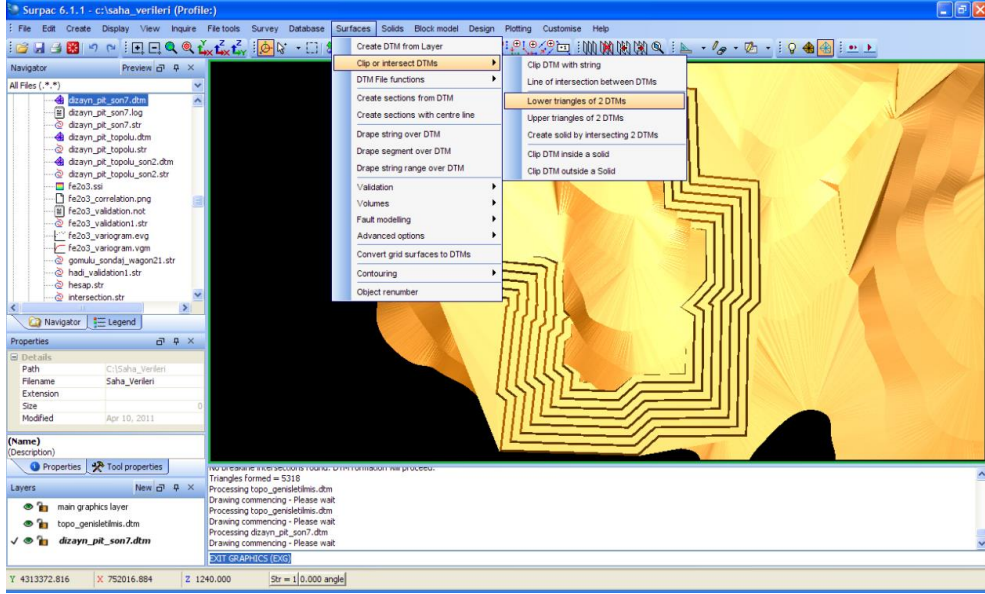 Surpac 6.1.1 - c:\saha_verileri (Profile:)
File Edit Create Display View Inquire File tools Survey Database Surfaces Solids Block model Design Plotting Customise Help
Navigator Preview
All Files (.*.*)
dizayn_pit_son7.dtm
dizayn_pit_son7.log
dizayn_pit_son7.str
dizayn_pit_topolu.dtm
dizayn_pit_topolu.str
dizayn_pit_topolu_son2.dtm
dizayn_pit_topolu_son2.str
fe2o3.ssi
fe2o3_correlation.png
fe2o3_validation.not
fe2o3_validation1.str
fe2o3_variogram.evg
fe2o3_variogram.vgm
gomulu_sondaj_wagon21.str
hadi_validation1.str
hesap.str
intersection.str
Navigator Legend
Properties
Details
Path C:\Saha_Verileri
Filename Saha_Verileri
Extension
Size 0
Modified Apr 10, 2011
(Name)
(Description)
Properties Tool properties
Layers New
main graphics layer
topo_genisletilmis.dtm
dizayn_pit_son7.dtm
Create DTM from Layer
Clip or intersect DTMs
DTM File functions
Create sections from DTM
Create sections with centre line
Drape string over DTM
Drape segment over DTM
Drape string range over DTM
Validation
Volumes
Fault modelling
Advanced options
Convert grid surfaces to DTMs
Contouring
Object renumber
Clip DTM with string
Line of intersection between DTMs
Lower triangles of 2 DTMs
Upper triangles of 2 DTMs
Create solid by intersecting 2 DTMs
Clip DTM inside a solid
Clip DTM outside a Solid
No breakline intersections found. DTM formation will proceed.
Triangles formed = 5318
Processing topo_genisletilmis.dtm
Drawing commencing - Please wait
Processing topo_genisletilmis.dtm
Drawing commencing - Please wait
Processing dizayn_pit_son7.dtm
Drawing commencing - Please wait
EXIT GRAPHICS (EXG)
Y 4313372.816 X 752016.884 Z 1240.000 Str = 1 0.000 angle